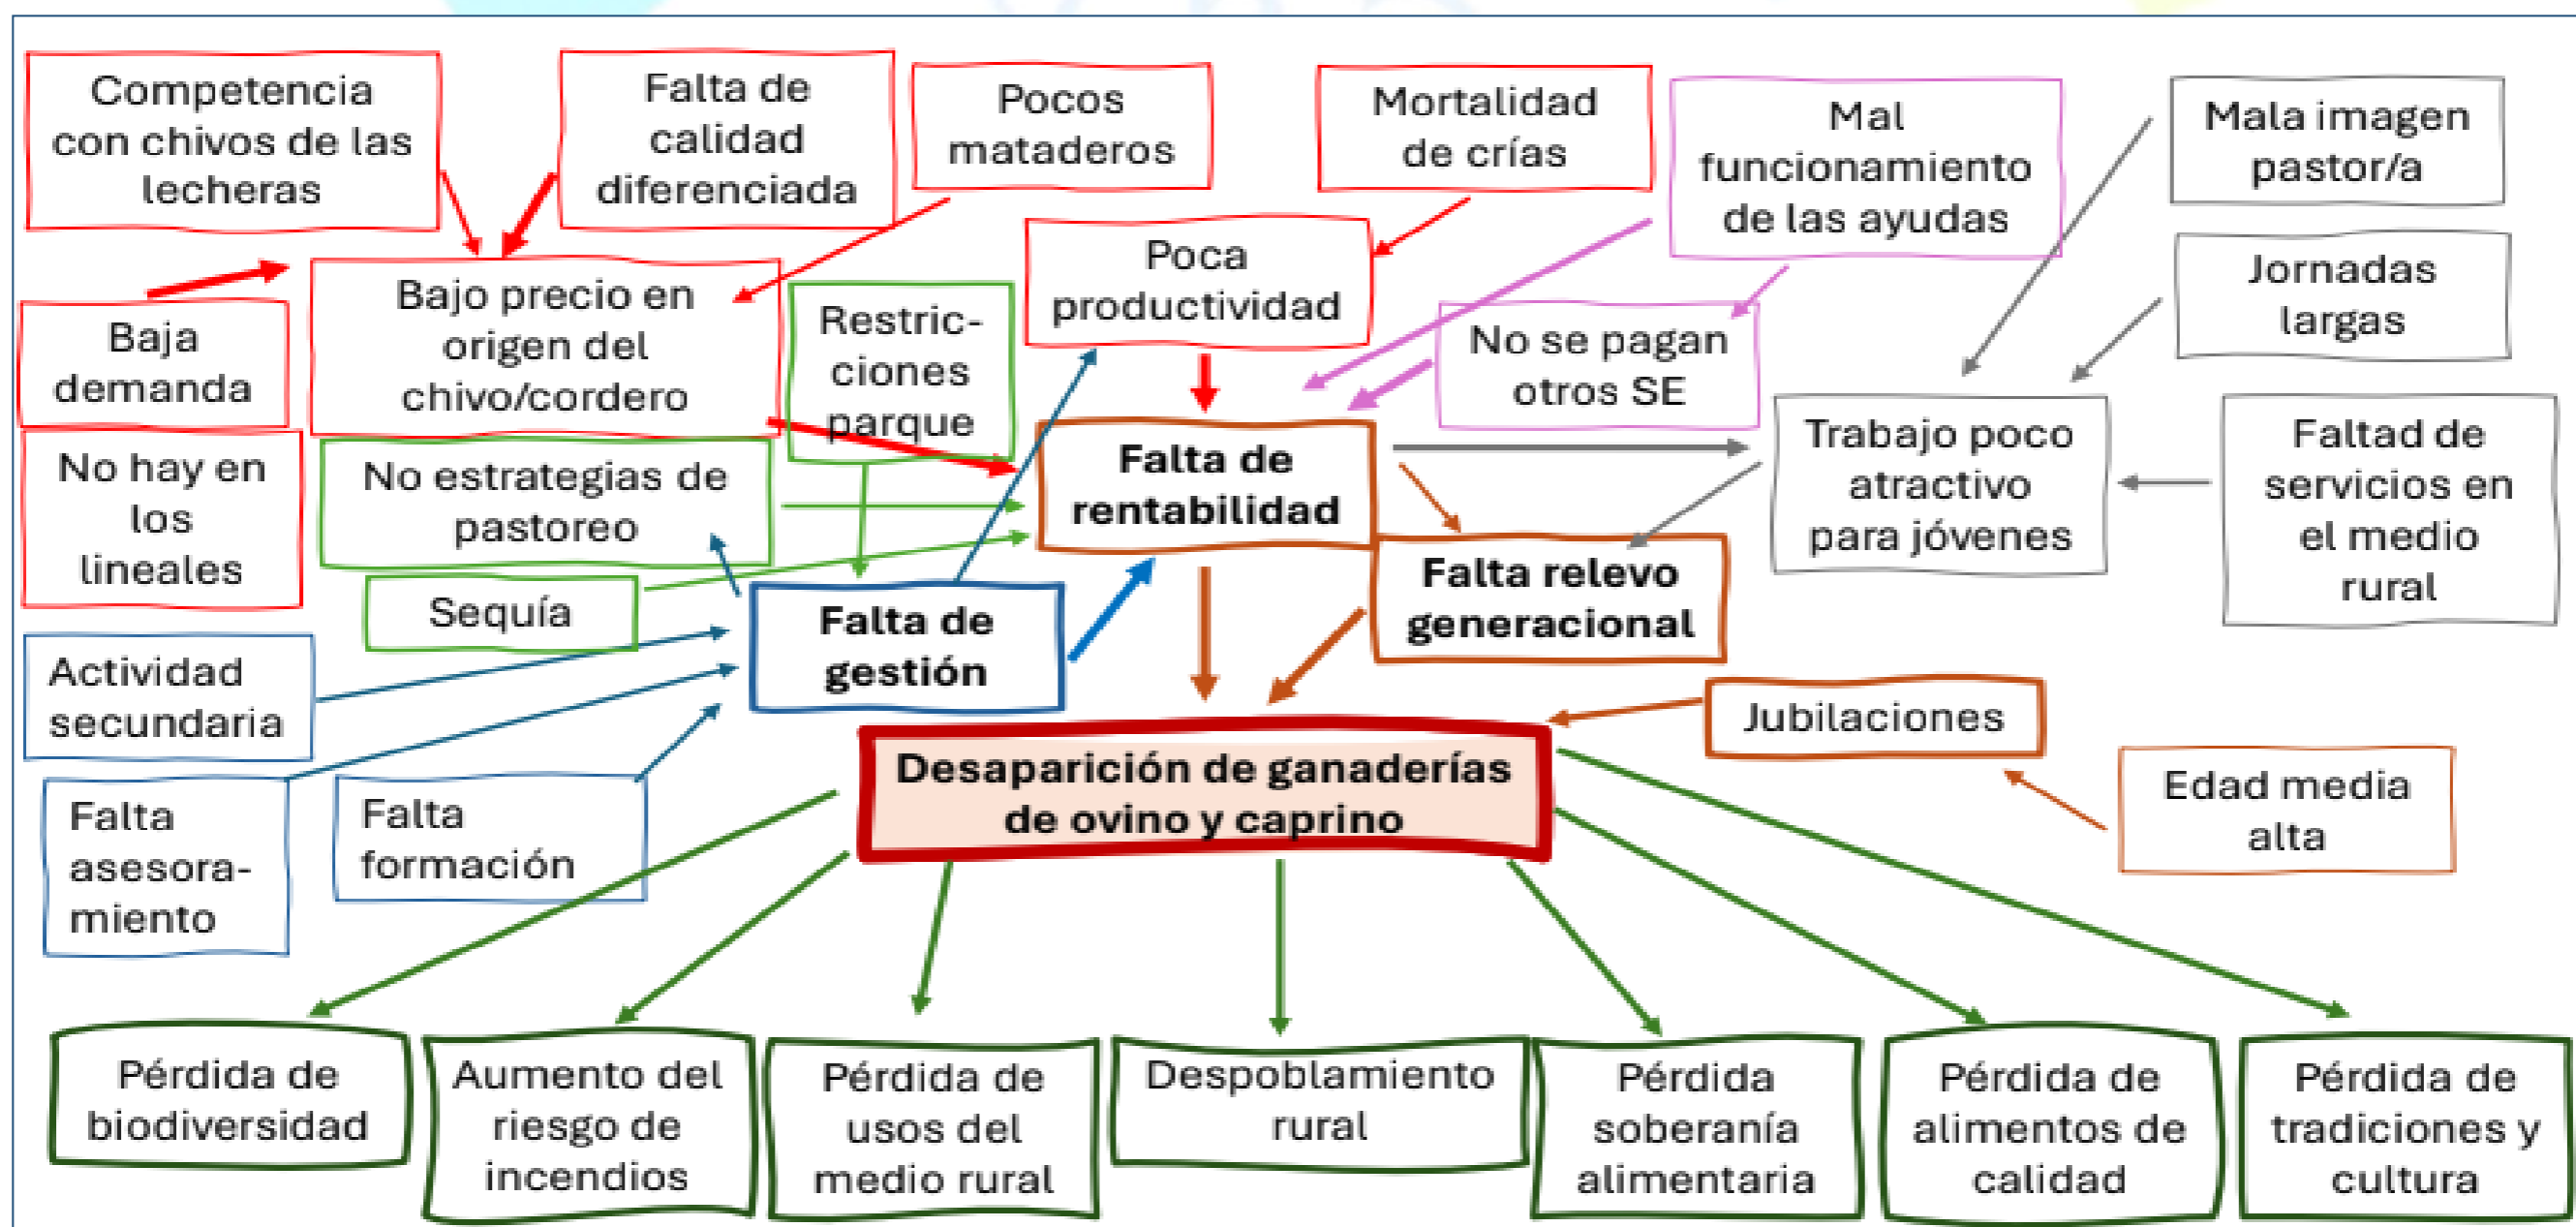 Competencia
con chivos de las
lecheras
Falta de
calidad
diferenciada
Pocos
mataderos
Mortalidad
de crías
Mal
funcionamiento
de las ayudas
Mala imagen
pastor/a
Poca
productividad
Jornadas
largas
Baja
demanda
Bajo precio en
origen del
chivo/cordero
Restric-
ciones
parque
No se pagan
otros SE
Trabajo poco
atractivo
para jóvenes
Faltad de
servicios en
el medio
rural
No hay en
los
lineales
No estrategias de
pastoreo
Falta de
rentabilidad
Sequía
Falta de
gestión
Falta relevo
generacional
Actividad
secundaria
Jubilaciones
Falta
asesora-
miento
Falta
formación
Desaparición de ganaderías
de ovino y caprino
Edad media
alta
Pérdida de
biodiversidad
Aumento del
riesgo de
incendios
Pérdida de
usos del
medio rural
Despoblamiento
rural
Pérdida
soberanía
alimentaria
Pérdida de
alimentos de
calidad
Pérdida de
tradiciones y
cultura